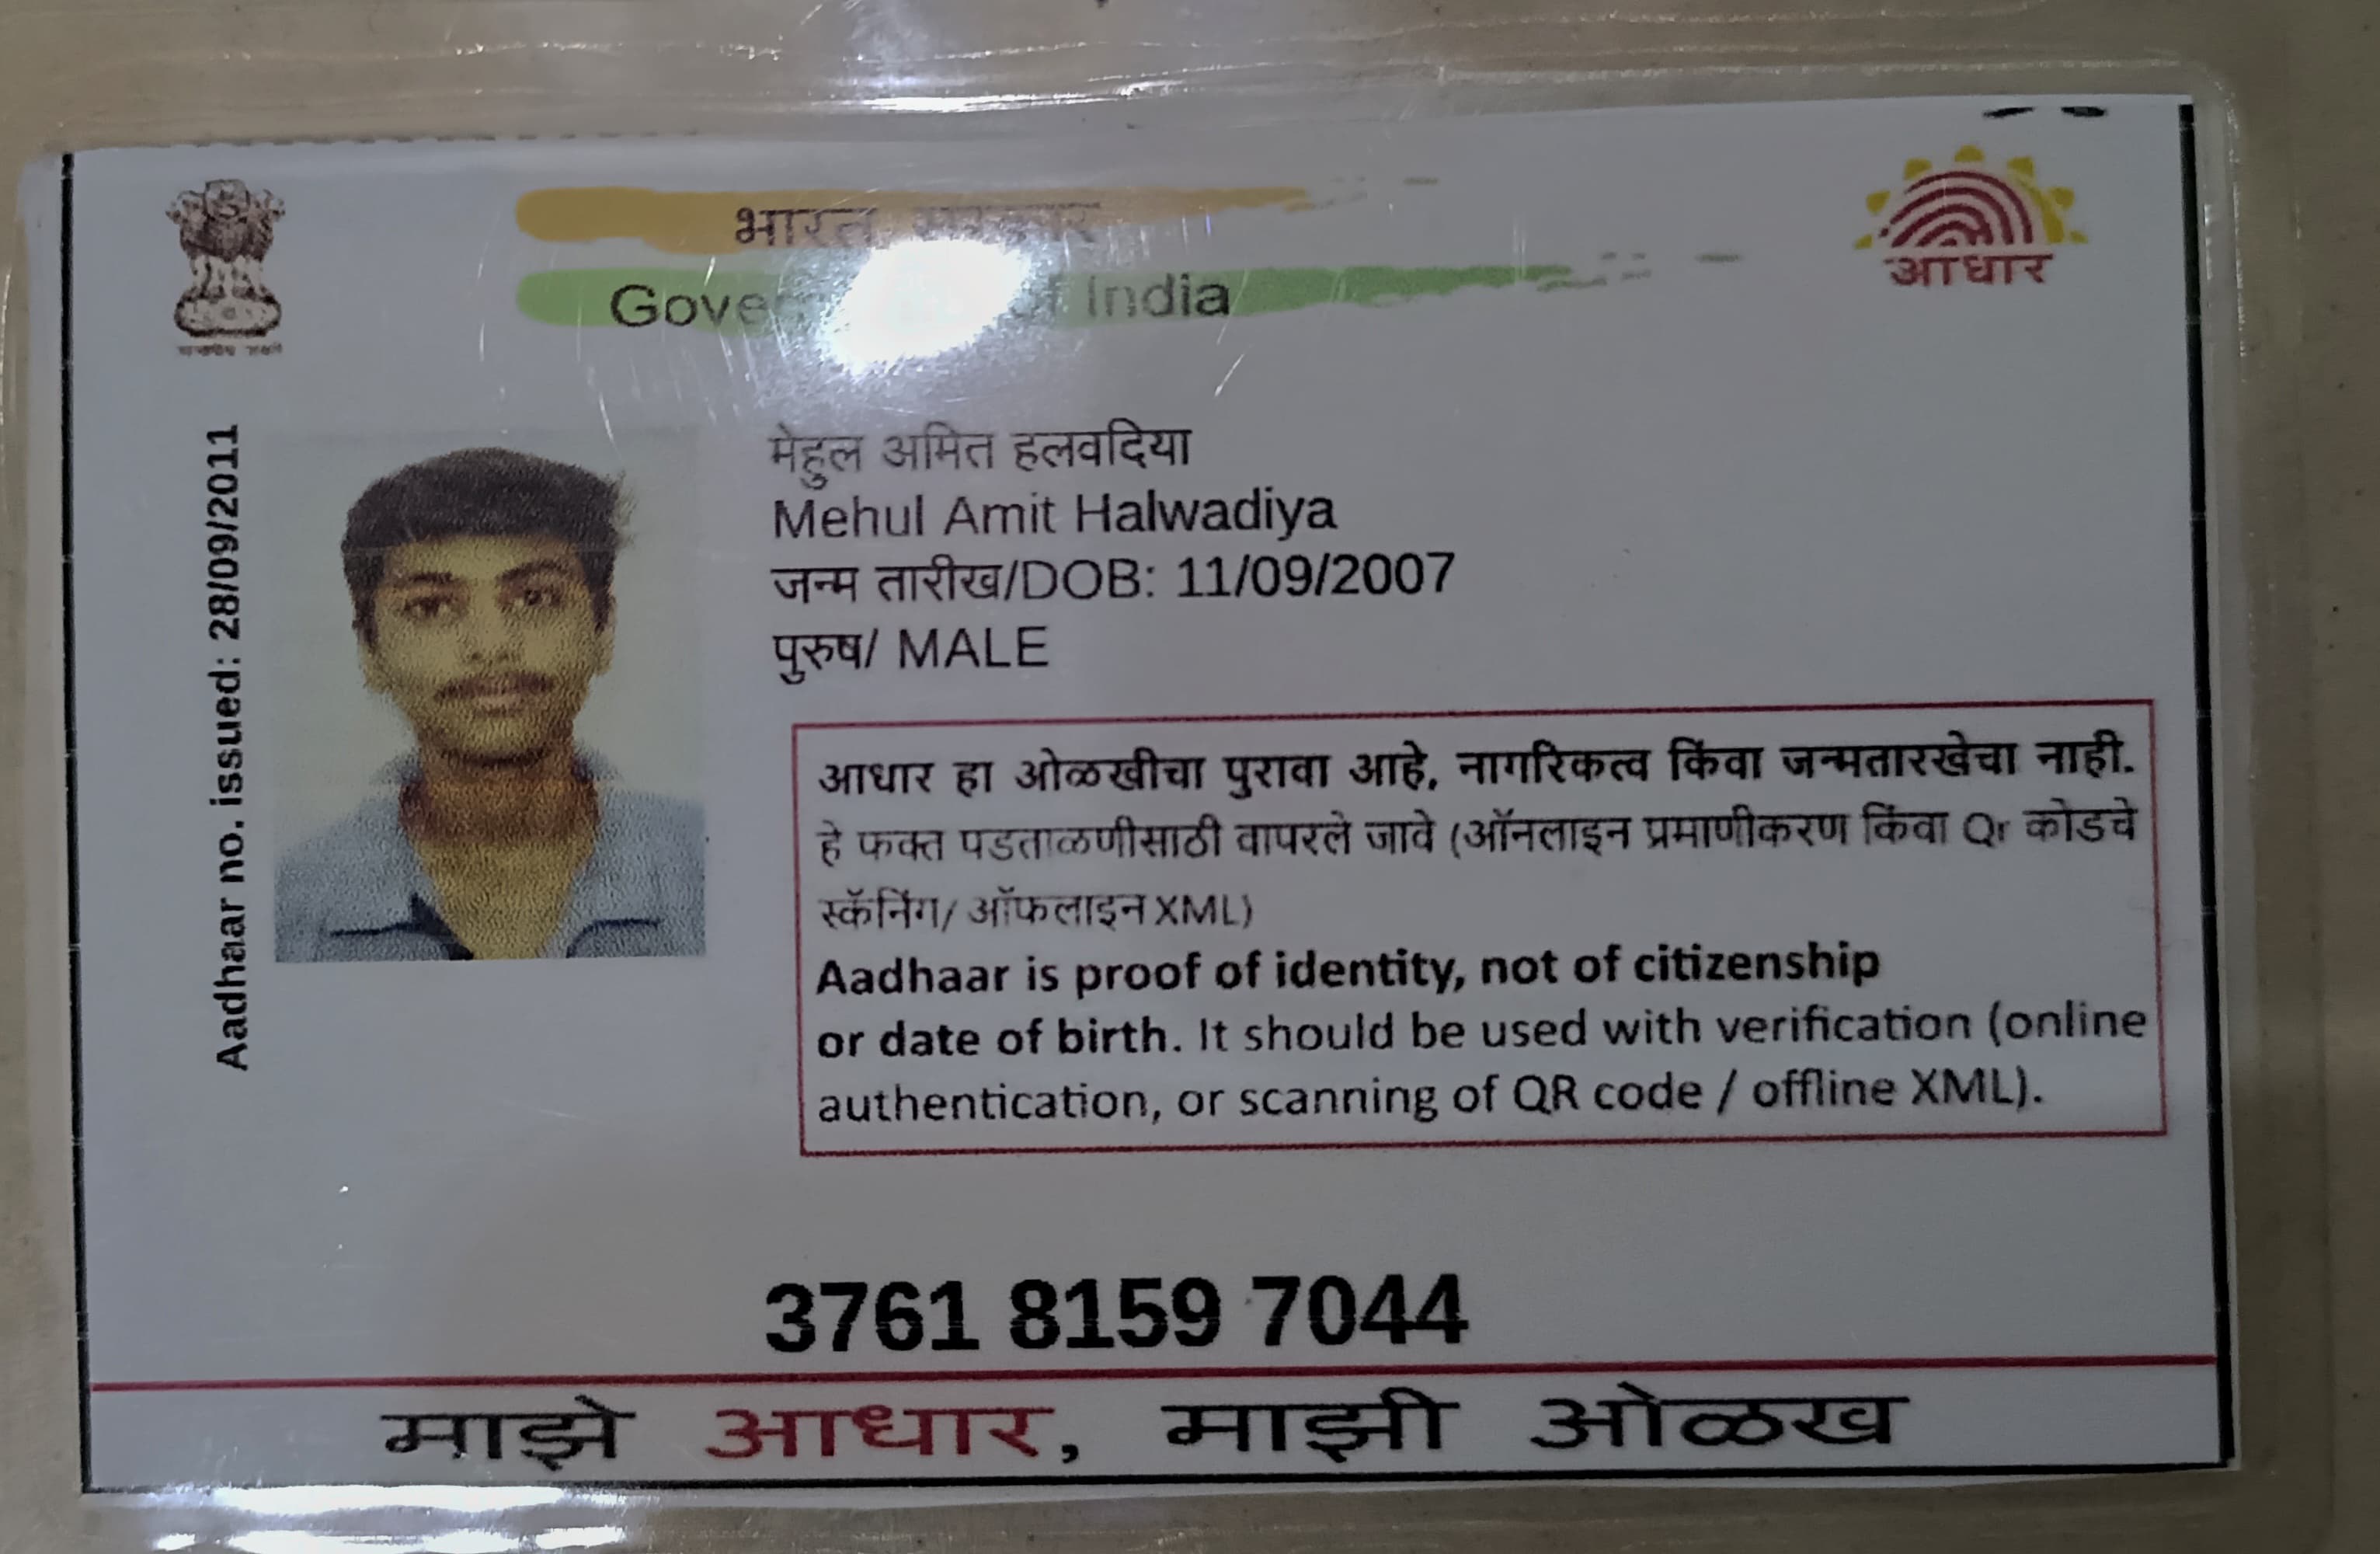 भारत सरकार
Government of India
आधार
Aadhaar no. issued: 28/09/2011
मेहुल अमित हलवदिया
Mehul Amit Halwadiya
जन्म तारीख/DOB: 11/09/2007
पुरुष/ MALE
आधार हा ओळखीचा पुरावा आहे, नागरिकत्व किंवा जन्मतारखेचा नाही.
हे फक्त पडताळणीसाठी वापरले जावे (ऑनलाइन प्रमाणीकरण किंवा Qr कोडचे
स्कॅनिंग/ ऑफलाइन XML)
Aadhaar is proof of identity, not of citizenship
or date of birth. It should be used with verification (online
authentication, or scanning of QR code / offline XML).
3761 8159 7044
माझे आधार, माझी ओळख